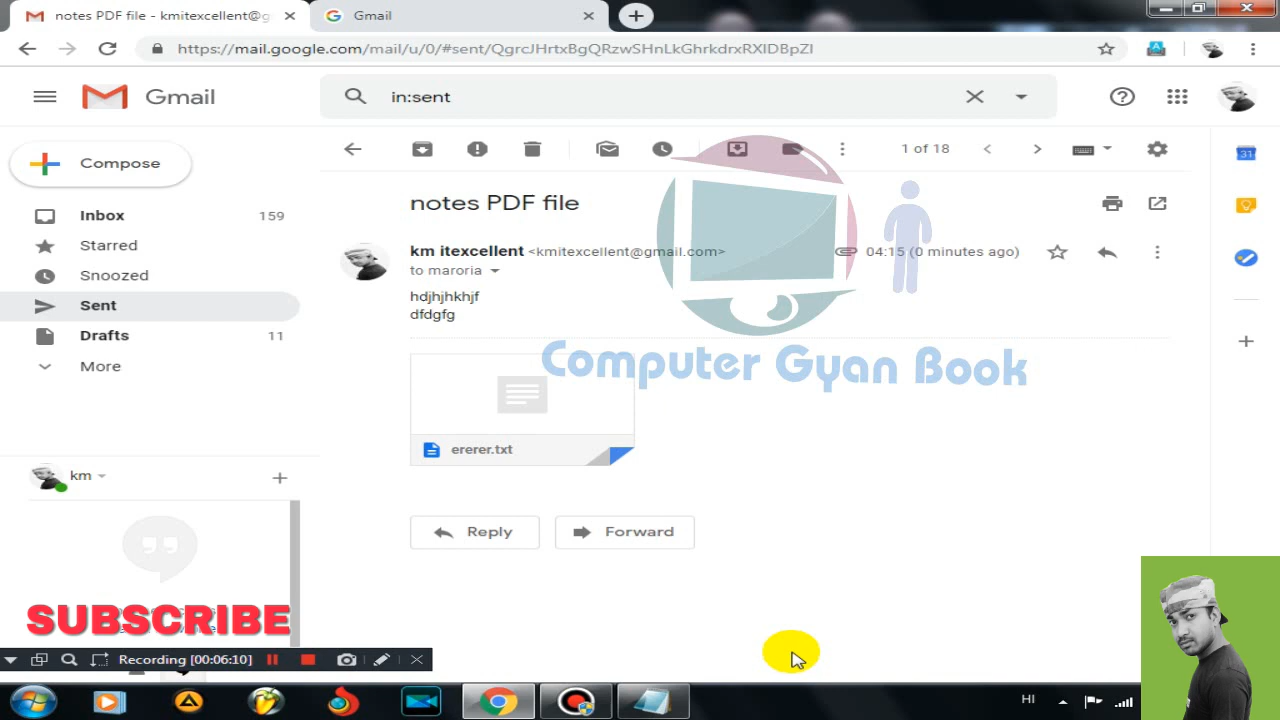 notes PDF file - kmitexcellent@g
Gmail
https://mail.google.com/mail/u/0/#sent/QgrcJHrtxBgQRzwSHnLkGhrkdrxRXlDBpZl
Gmail
in:sent
Compose
1 of 18
31
notes PDF file
Inbox 159
Starred
Snoozed
Sent
Drafts 11
More
km itexcellent <kmitexcellent@gmail.com>
04:15 (0 minutes ago)
to maroria
hdjhjhkhjf
dfdgfg
Computer Gyan Book
ererer.txt
km
Reply
Forward
SUBSCRIBE
Recording [00:06:10]
HI